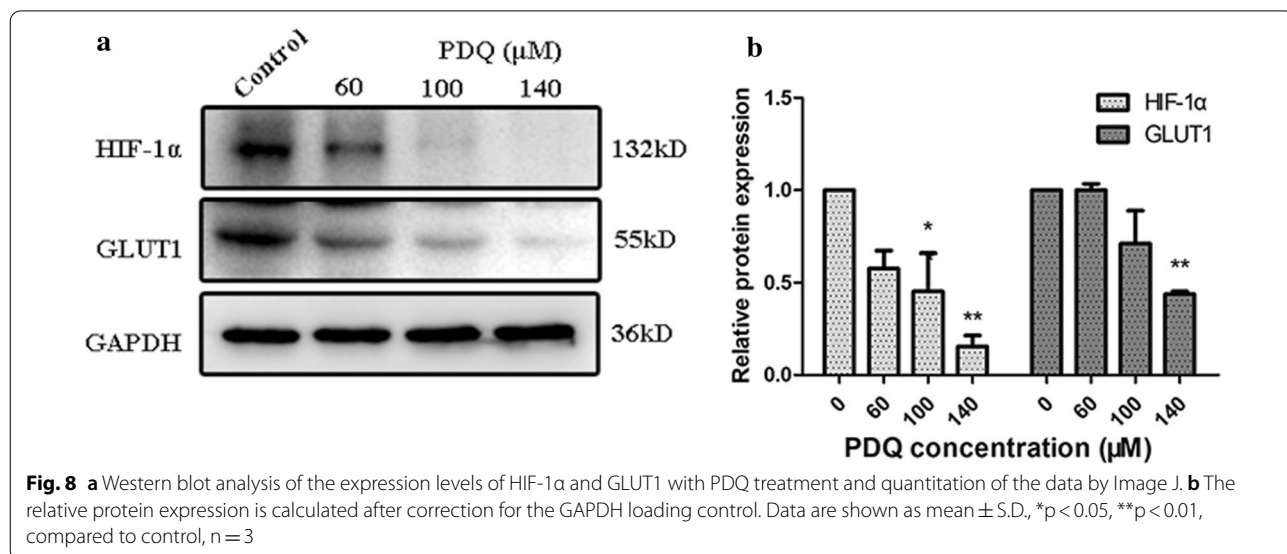 a
Control
PDQ (μM)
60 100 140
HIF-1α 132kD
GLUT1 55kD
GAPDH 36kD
b
Relative protein expression
1.5
1.0
0.5
0.0
HIF-1α
GLUT1
*
**
**
0 60 100 140 0 60 100 140
PDQ concentration (μM)
Fig. 8 a Western blot analysis of the expression levels of HIF-1α and GLUT1 with PDQ treatment and quantitation of the data by Image J. b The
relative protein expression is calculated after correction for the GAPDH loading control. Data are shown as mean ± S.D., *p < 0.05, **p < 0.01,
compared to control, n = 3